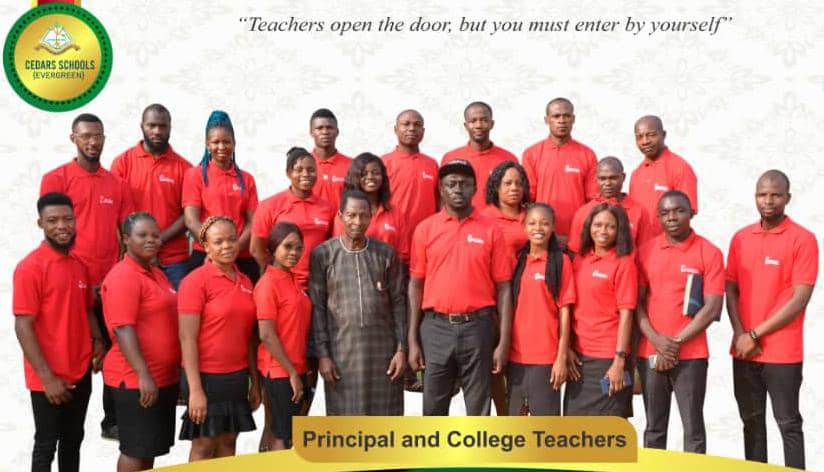 “Teachers open the door, but you must enter by yourself”
CEDARS SCHOOLS
{EVERGREEN}
Principal and College Teachers